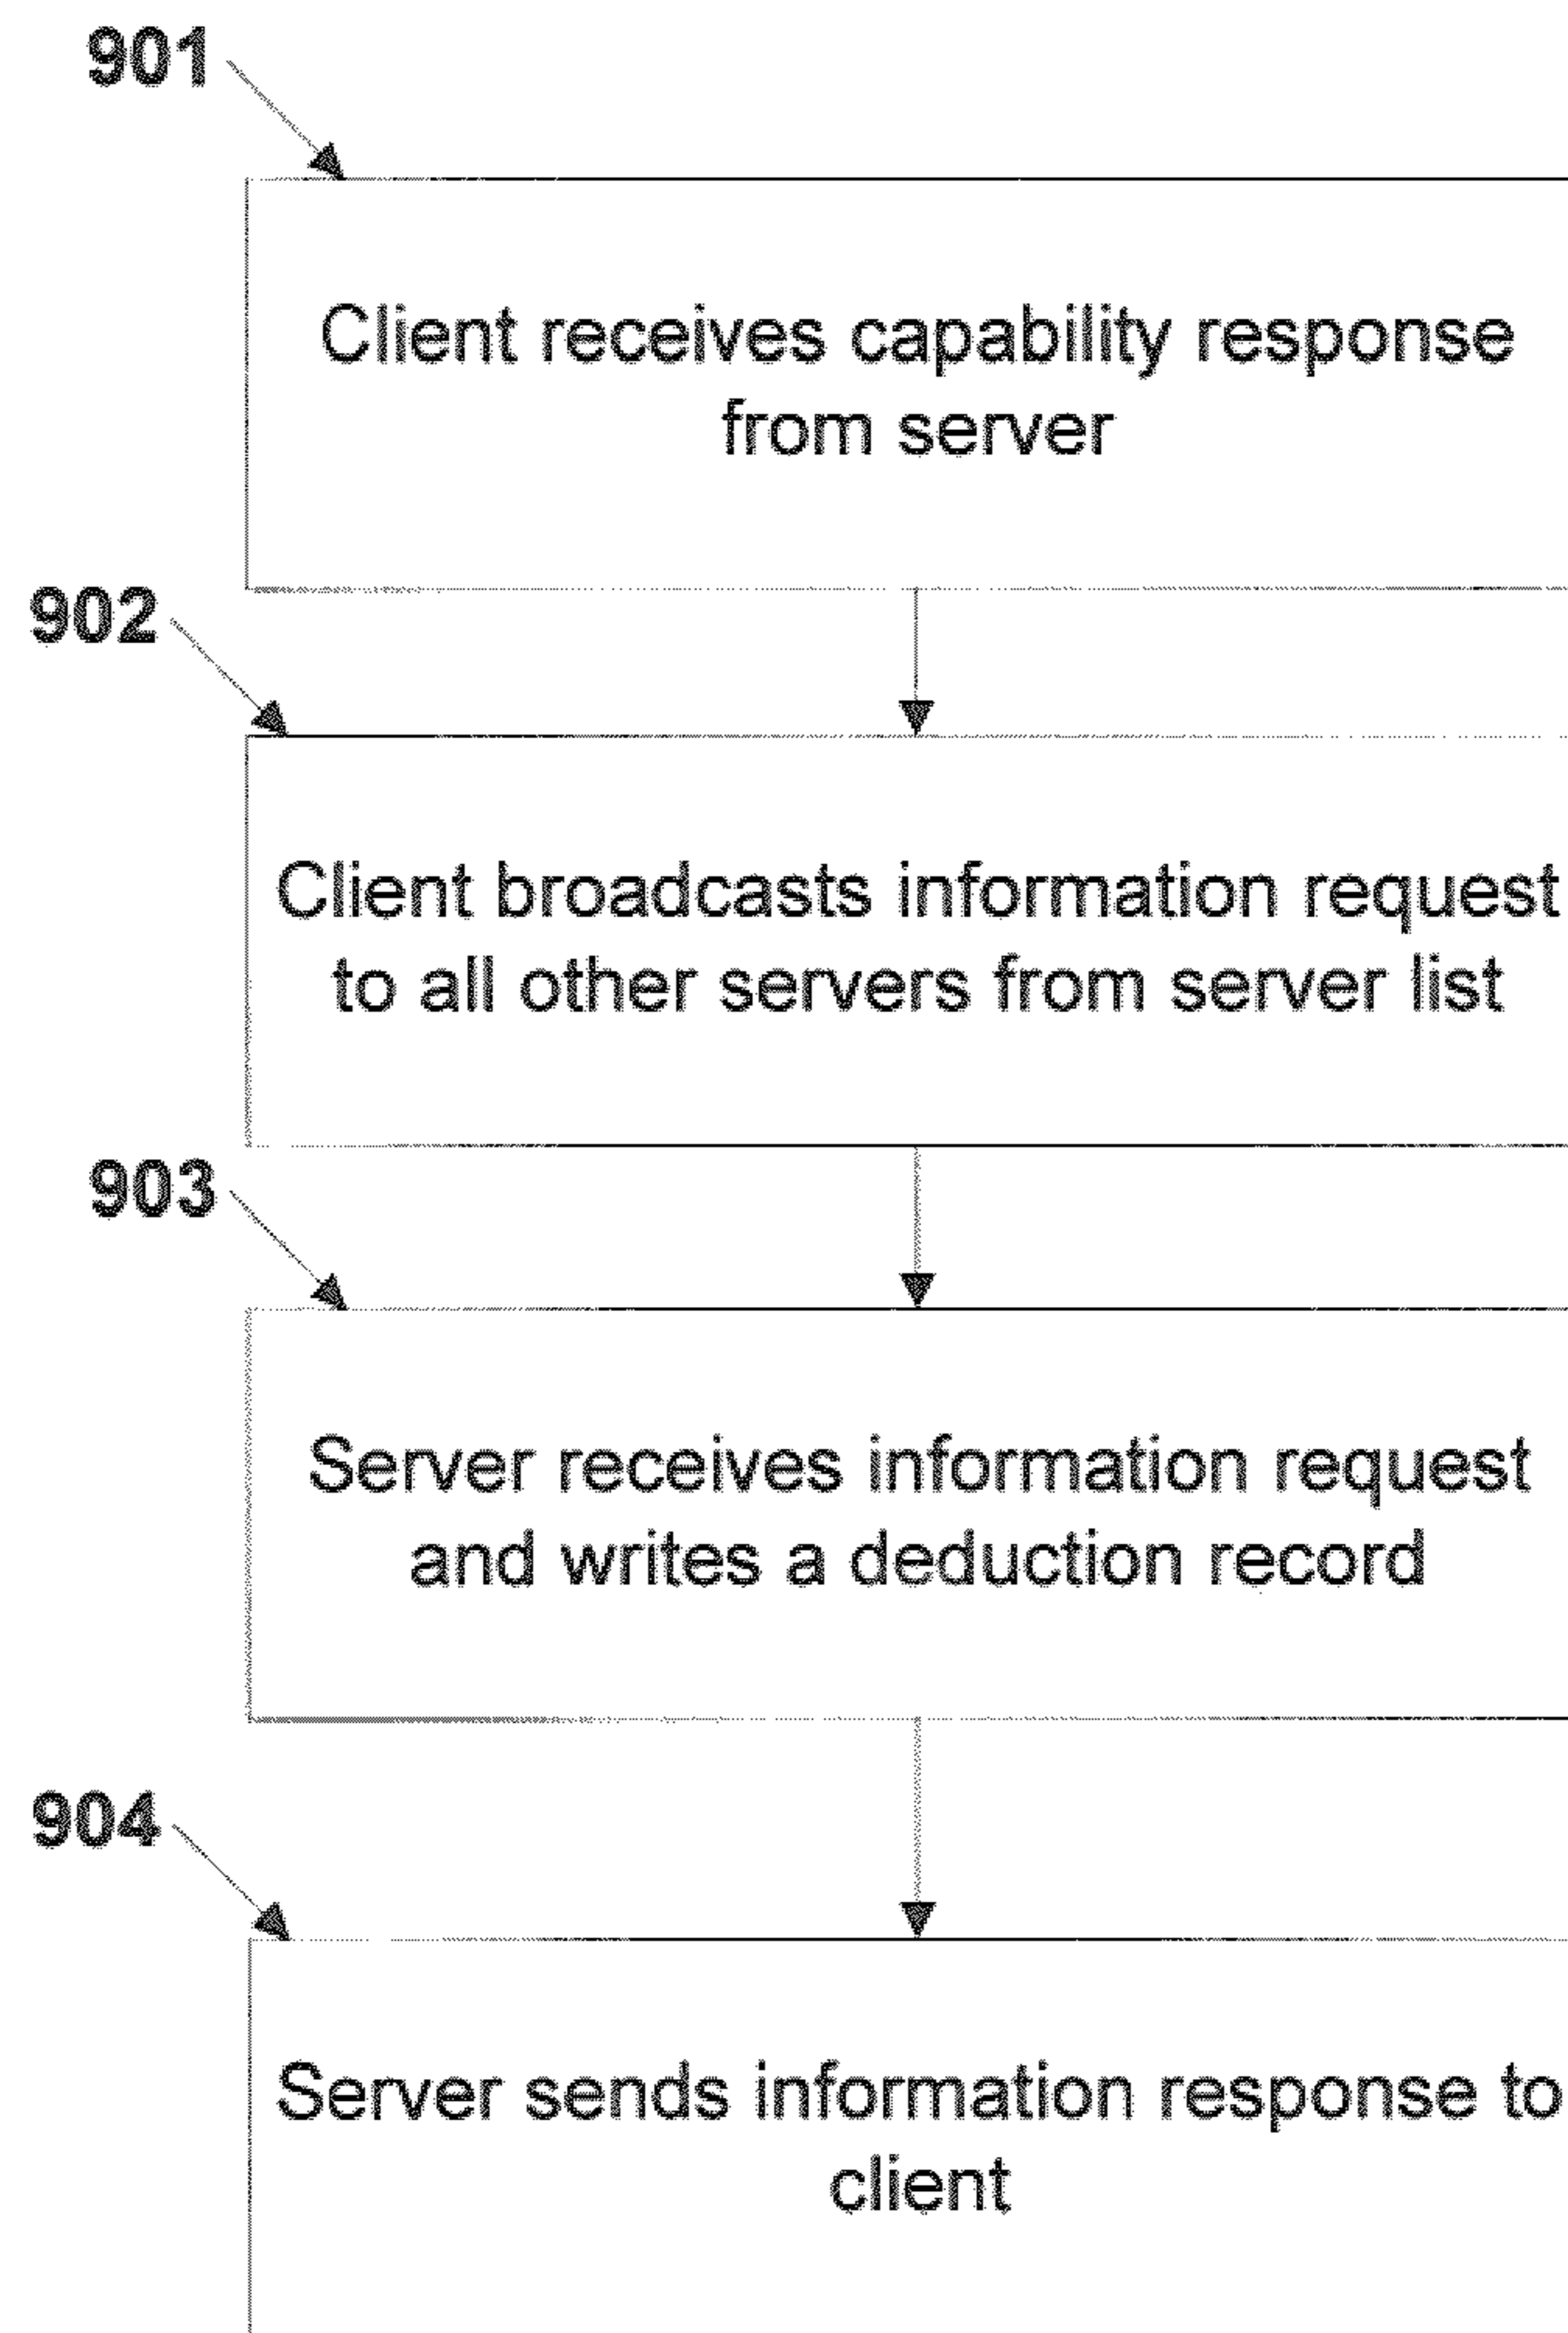 901
Client receives capability response
from server
902
Client broadcasts information request
to all other servers from server list
903
Server receives information request
and writes a deduction record
904
Server sends information response to
client